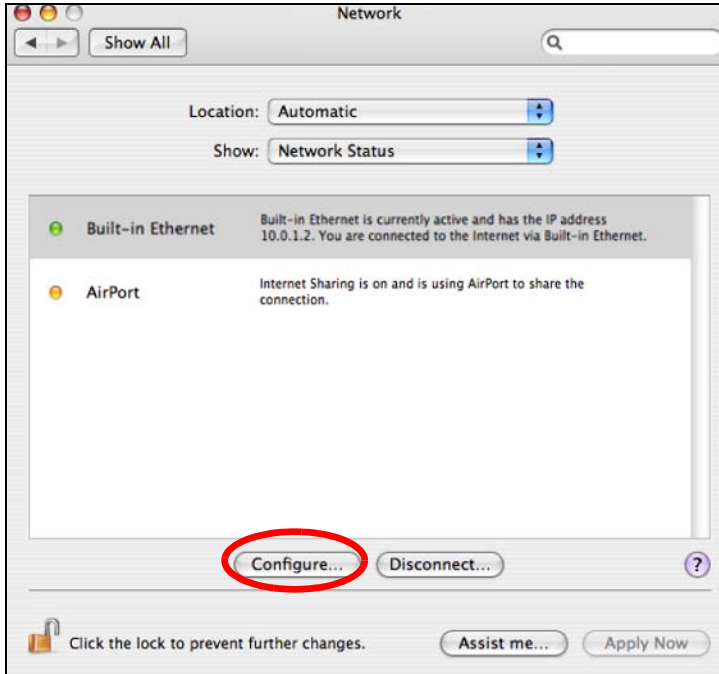 Network
Show All
Location: Automatic
Show: Network Status
Built-in Ethernet
Built-in Ethernet is currently active and has the IP address
10.0.1.2. You are connected to the Internet via Built-in Ethernet.
AirPort
Internet Sharing is on and is using AirPort to share the
connection.
Configure... Disconnect... ?
Click the lock to prevent further changes. Assist me... Apply Now